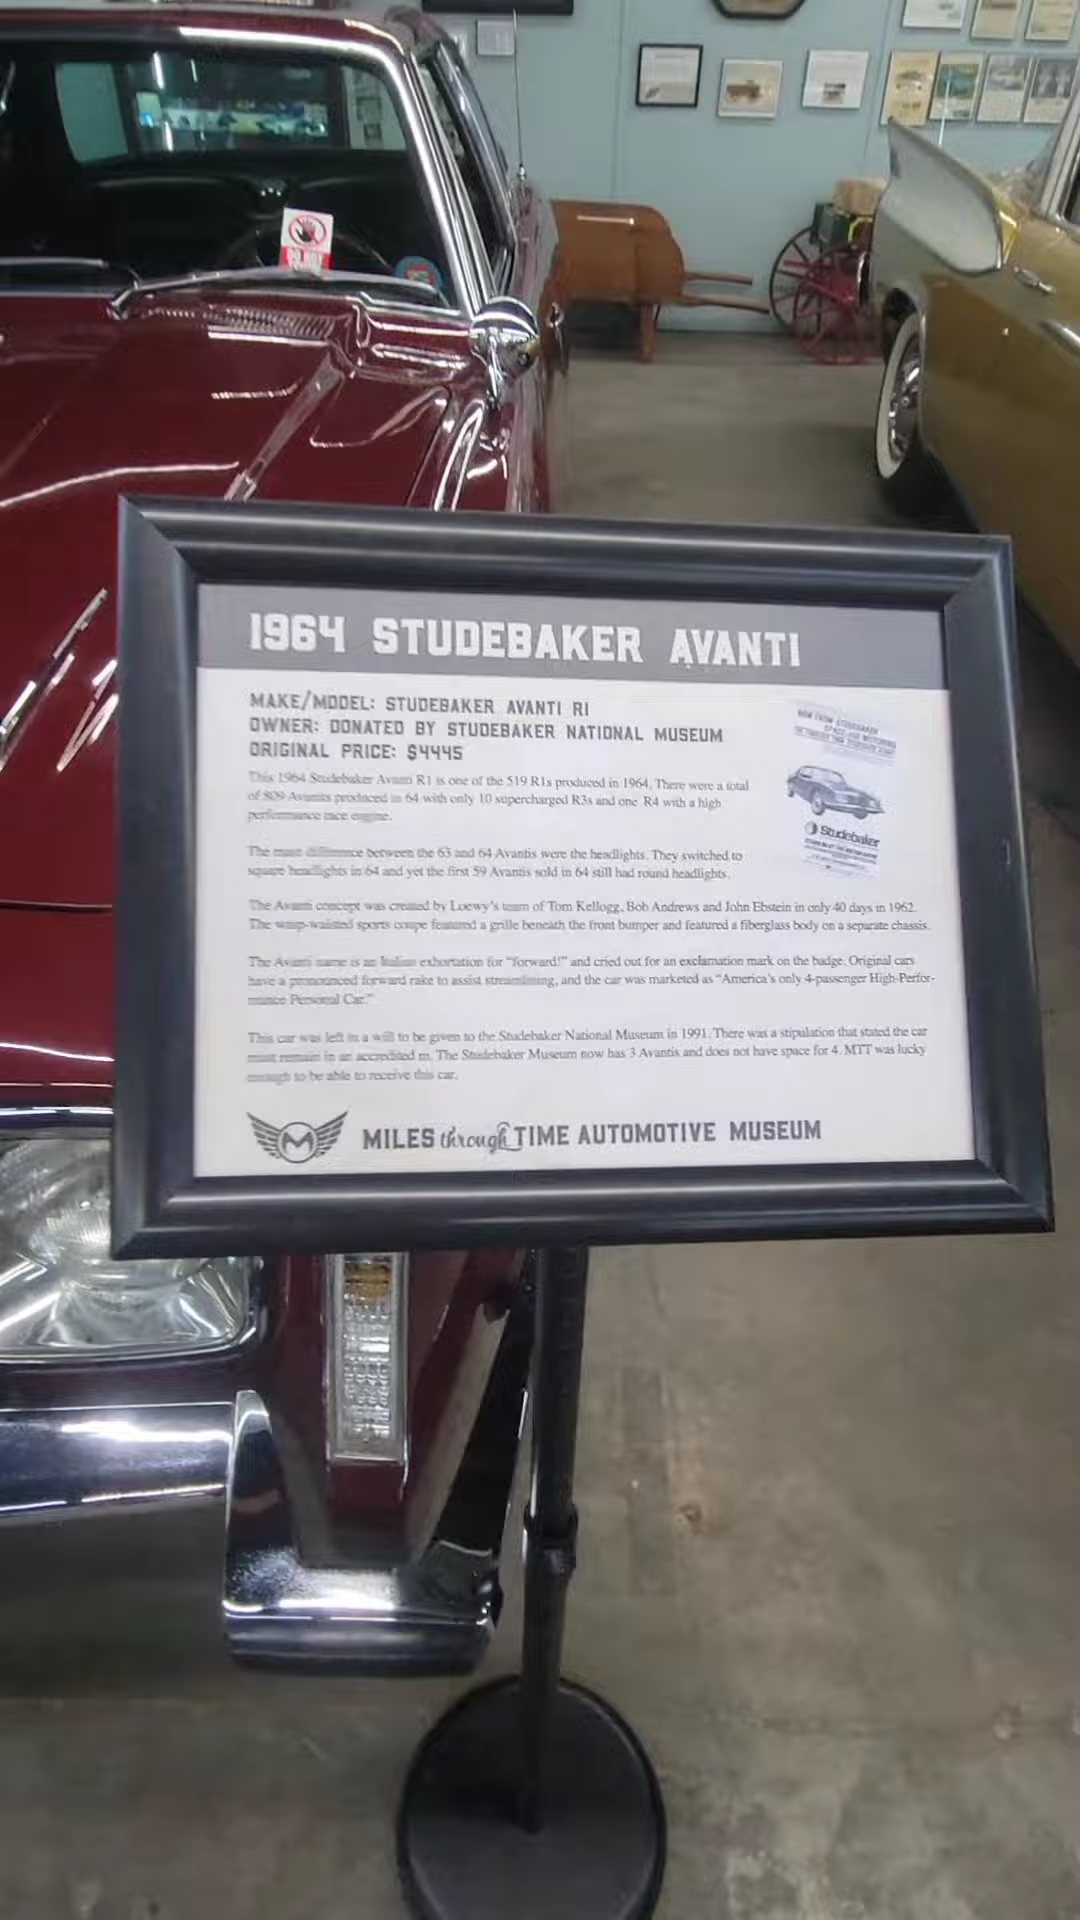 DO NOT
1964 STUDEBAKER AVANTI
MAKE/MODEL: STUDEBAKER AVANTI R1
OWNER: DONATED BY STUDEBAKER NATIONAL MUSEUM
ORIGINAL PRICE: $4445
This 1964 Studebaker Avanti R1 is one of the 519 R1s produced in 1964. There were a total
of 809 Avantis produced in 64 with only 10 supercharged R3s and one R4 with a high
performance race engine.
The main difference between the 63 and 64 Avantis were the headlights. They switched to
square headlights in 64 and yet the first 59 Avantis sold in 64 still had round headlights.
The Avanti concept was created by Loewy's team of Tom Kellogg, Bob Andrews and John Ebstein in only 40 days in 1962.
The wasp-waisted sports coupe featured a grille beneath the front bumper and featured a fiberglass body on a separate chassis.
The Avanti name is an Italian exhortation for "forward!" and cried out for an exclamation mark on the badge. Original cars
have a pronounced forward rake to assist streamlining, and the car was marketed as "America's only 4-passenger High-Perfor-
mance Personal Car."
This car was left in a will to be given to the Studebaker National Museum in 1991. There was a stipulation that stated the car
must remain in an accredited m. The Studebaker Museum now has 3 Avantis and does not have space for 4. MTT was lucky
enough to be able to receive this car.
NOW FROM STUDEBAKER
Studebaker
MILES through TIME AUTOMOTIVE MUSEUM